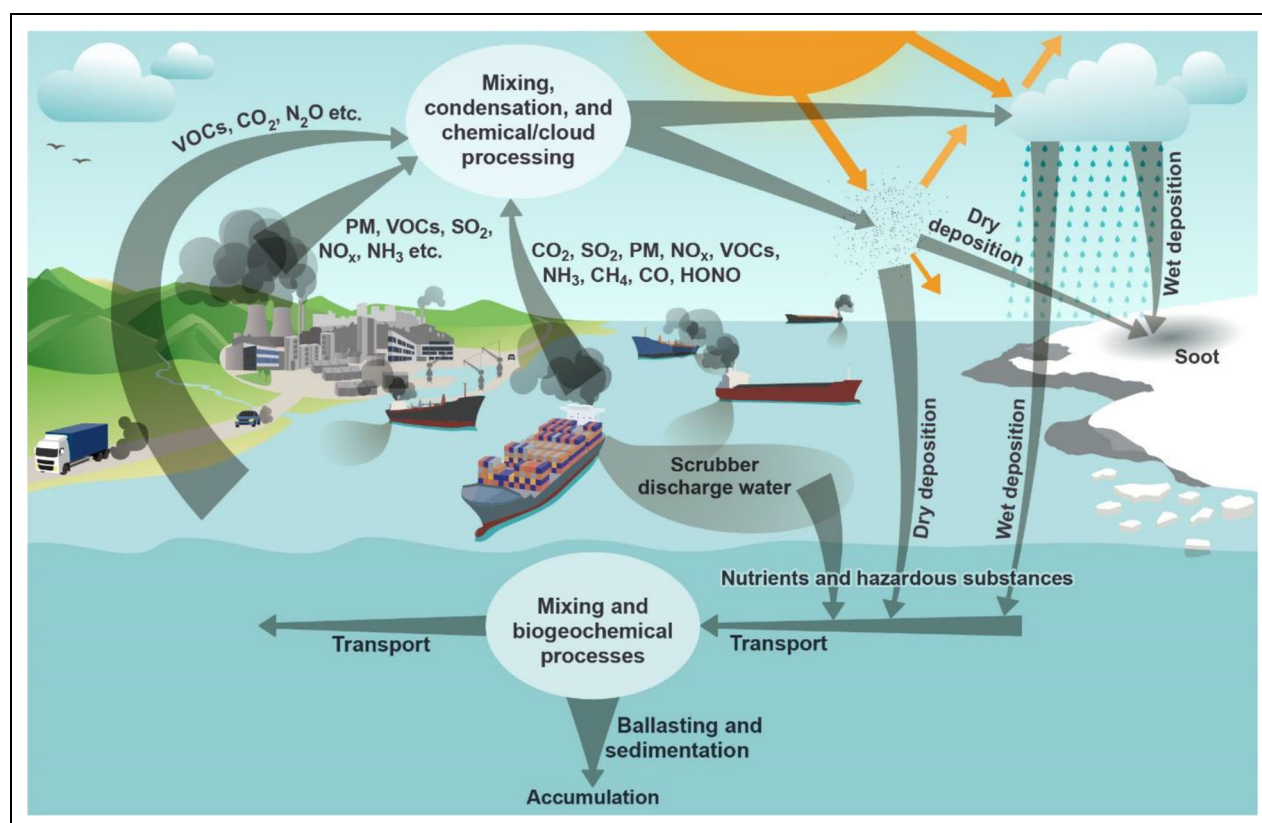 Mixing,
condensation, and
chemical/cloud
processing
VOCs, CO₂, N₂O etc.
PM, VOCs, SO₂,
NOₓ, NH₃ etc.
CO₂, SO₂, PM, NOₓ, VOCs,
NH₃, CH₄, CO, HONO
Dry
deposition
Wet deposition
Soot
Scrubber
discharge water
Dry deposition
Wet deposition
Nutrients and hazardous substances
Mixing and
biogeochemical
processes
Transport
Transport
Ballasting and
sedimentation
Accumulation